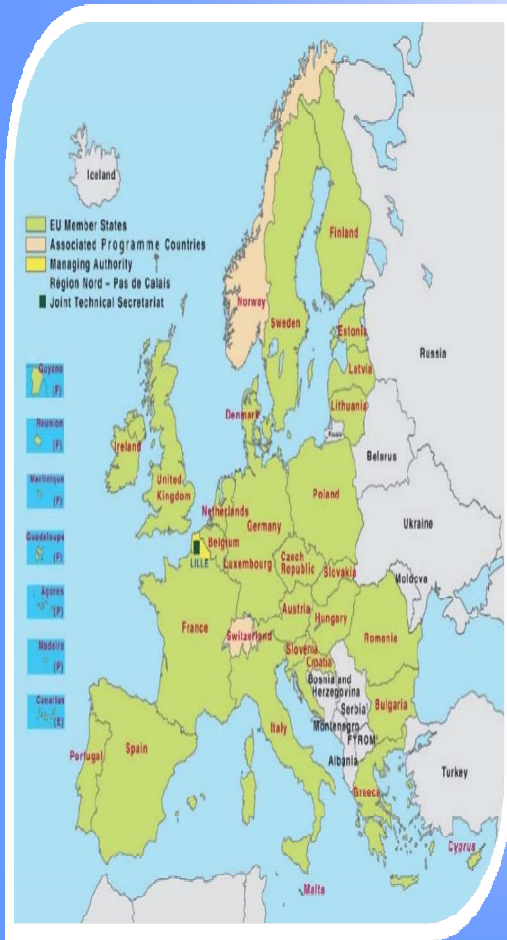 Iceland
EU Member States
Associated Programme Countries
Managing Authority
Région Nord – Pas de Calais
Joint Technical Secretariat
Finland
Norway
Sweden
Estonia
Russia
Latvia
Guyane
(F)
Lithuania
Denmark
Russia
Réunion
(F)
Ireland
Belarus
United
Kingdom
Martinique
(F)
Poland
Netherlands
Germany
Ukraine
Guadeloupe
(F)
Belgium
LILLE
Luxembourg
Czech
Republic
Slovakia
Moldova
Açores
(P)
Austria
Hungary
France
Switzerland
Romania
Madeira
(P)
Slovenia
Croatia
Bosnia and
Herzegovina
Canarias
(E)
Serbia
Bulgaria
Montenegro
Italy
FYROM
Spain
Portugal
Albania
Turkey
Greece
Cyprus
Malta